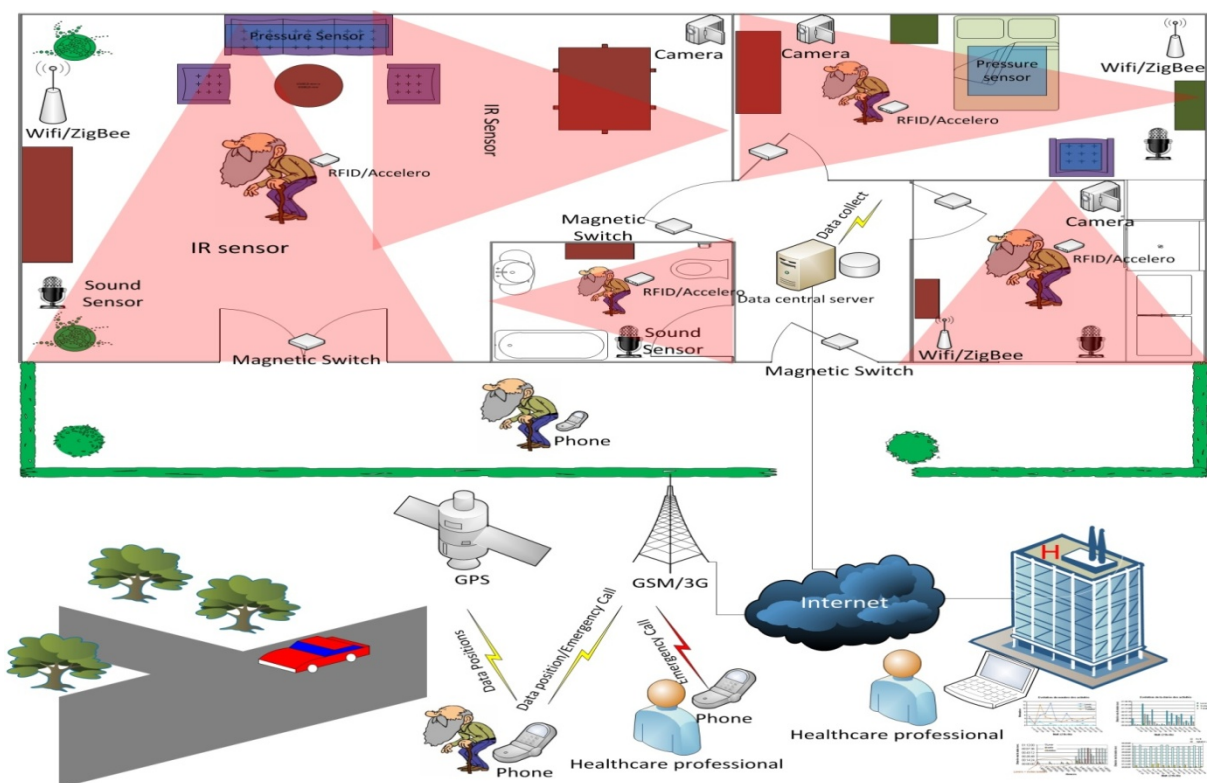 Pressure Sensor
Camera
Camera
Pressure
sensor
Wifi/ZigBee
Wifi/ZigBee
IR Sensor
RFID/Accelero
RFID/Accelero
IR sensor
Magnetic
Switch
Data collect
Camera
RFID/Accelero
RFID/Accelero
Sound
Sensor
Data central server
Sound
Sensor
Magnetic Switch
Magnetic Switch
Wifi/ZigBee
Phone
GPS
GSM/3G
Internet
H
Data Positions
Data position/Emergency Call
Emergency Call
Phone
Phone
Healthcare professional
Healthcare professional